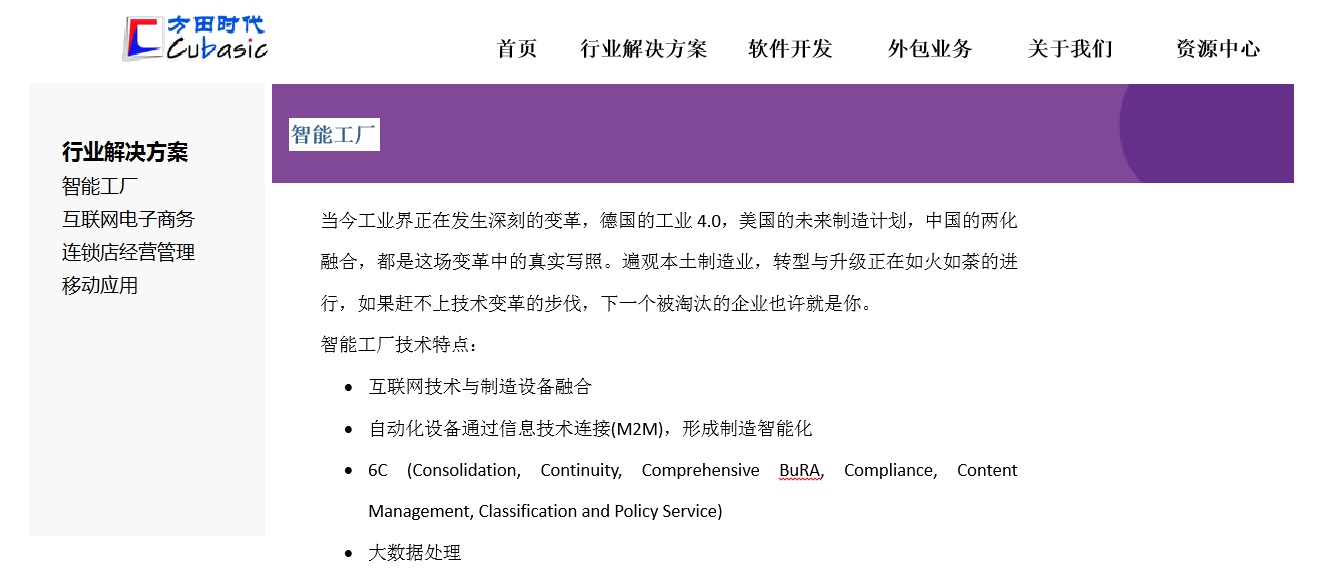 方田时代
Cubasic
首页 行业解决方案 软件开发 外包业务 关于我们 资源中心
行业解决方案
智能工厂
互联网电子商务
连锁店经营管理
移动应用
智能工厂
当今工业界正在发生深刻的变革，德国的工业 4.0，美国的未来制造计划，中国的两化
融合，都是这场变革中的真实写照。遍观本土制造业，转型与升级正在如火如荼的进
行，如果赶不上技术变革的步伐，下一个被淘汰的企业也许就是你。
智能工厂技术特点：
● 互联网技术与制造设备融合
● 自动化设备通过信息技术连接(M2M)，形成制造智能化
● 6C (Consolidation, Continuity, Comprehensive BuRA, Compliance, Content
Management, Classification and Policy Service)
● 大数据处理